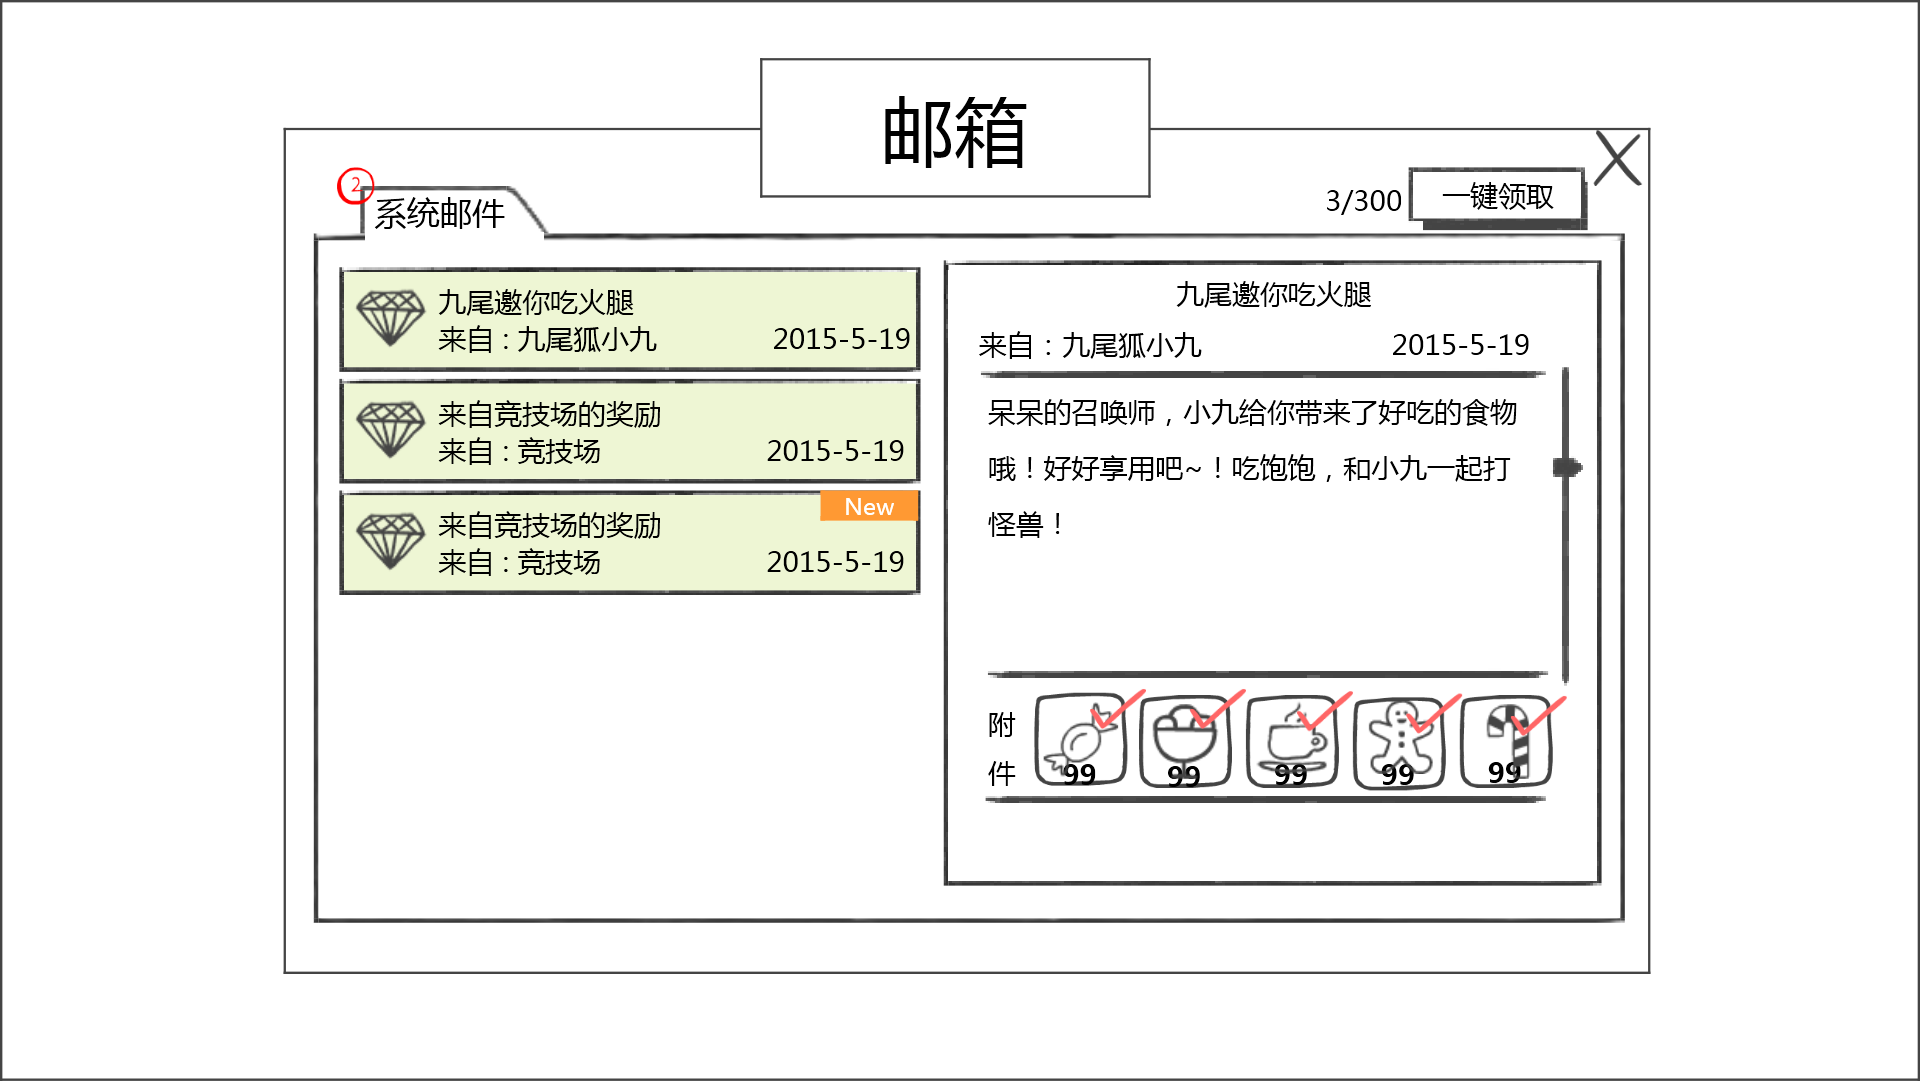 邮箱
2
系统邮件
3/300
一键领取
九尾邀你吃火腿
来自：九尾狐小九
2015-5-19
来自竞技场的奖励
来自：竞技场
2015-5-19
New
来自竞技场的奖励
来自：竞技场
2015-5-19
九尾邀你吃火腿
来自：九尾狐小九
2015-5-19
呆呆的召唤师，小九给你带来了好吃的食物
哦！好好享用吧~！吃饱饱，和小九一起打
怪兽！
附
件
99
99
99
99
99